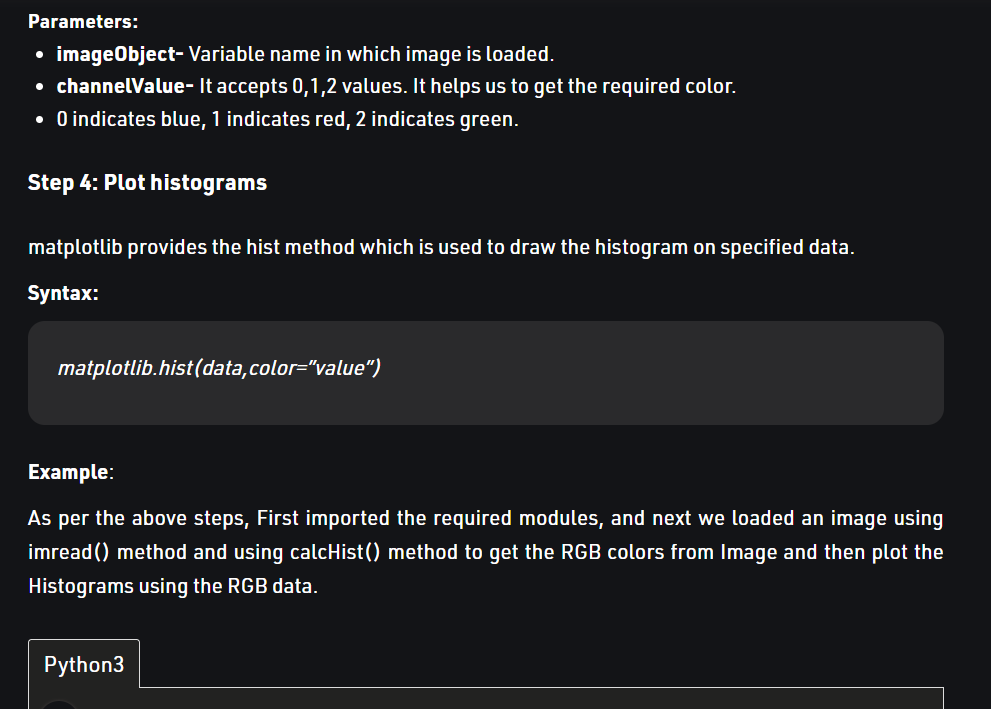 Parameters:
• imageObject- Variable name in which image is loaded.
• channelValue- It accepts 0,1,2 values. It helps us to get the required color.
• 0 indicates blue, 1 indicates red, 2 indicates green.
Step 4: Plot histograms
matplotlib provides the hist method which is used to draw the histogram on specified data.
Syntax:
matplotlib.hist(data,color=”value”)
Example:
As per the above steps, First imported the required modules, and next we loaded an image using
imread() method and using calcHist() method to get the RGB colors from Image and then plot the
Histograms using the RGB data.
Python3